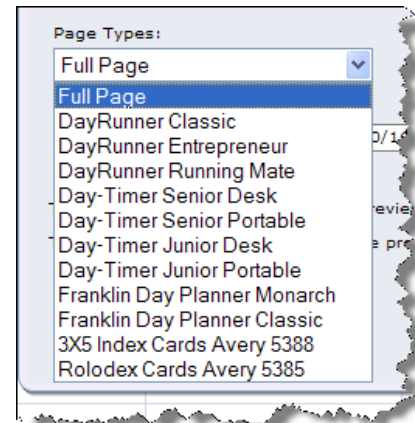 Page Types:
Full Page
Full Page
DayRunner Classic
0/1
DayRunner Entrepreneur
DayRunner Running Mate
Day-Timer Senior Desk
Day-Timer Senior Portable
Day-Timer Junior Desk
Day-Timer Junior Portable
Franklin Day Planner Monarch
Franklin Day Planner Classic
3X5 Index Cards Avery 5388
Rolodex Cards Avery 5385